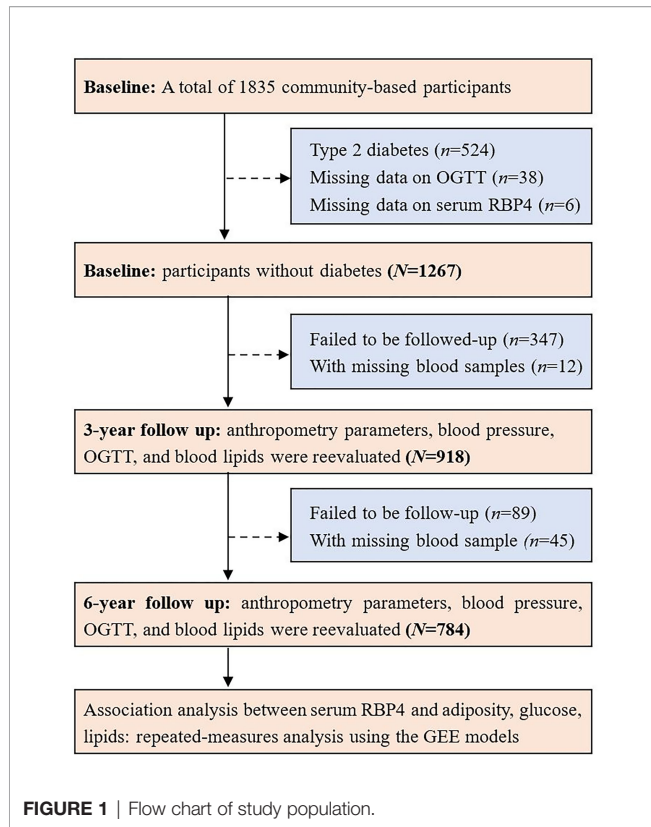 Baseline: A total of 1835 community-based participants
Type 2 diabetes (n=524)
Missing data on OGTT (n=38)
Missing data on serum RBP4 (n=6)
Baseline: participants without diabetes (N=1267)
Failed to be followed-up (n=347)
With missing blood samples (n=12)
3-year follow up: anthropometry parameters, blood pressure,
OGTT, and blood lipids were reevaluated (N=918)
Failed to be follow-up (n=89)
With missing blood sample (n=45)
6-year follow up: anthropometry parameters, blood pressure,
OGTT, and blood lipids were reevaluated (N=784)
Association analysis between serum RBP4 and adiposity, glucose,
lipids: repeated-measures analysis using the GEE models
FIGURE 1 | Flow chart of study population.